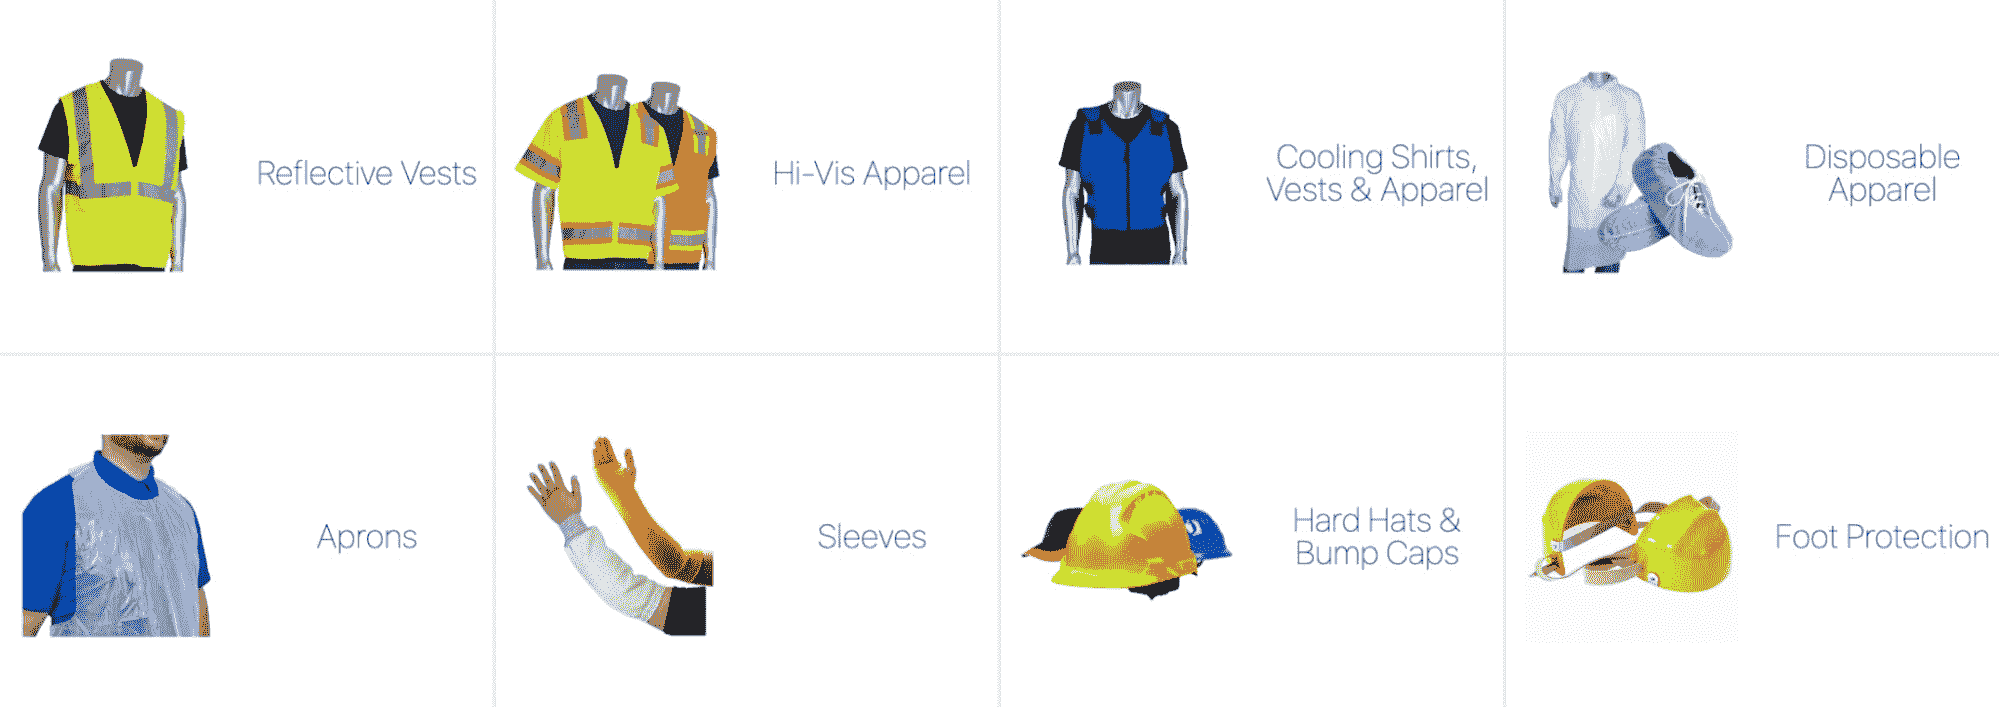 Reflective Vests
Hi-Vis Apparel
Cooling Shirts,
Vests & Apparel
Disposable
Apparel
Aprons
Sleeves
Hard Hats &
Bump Caps
Foot Protection